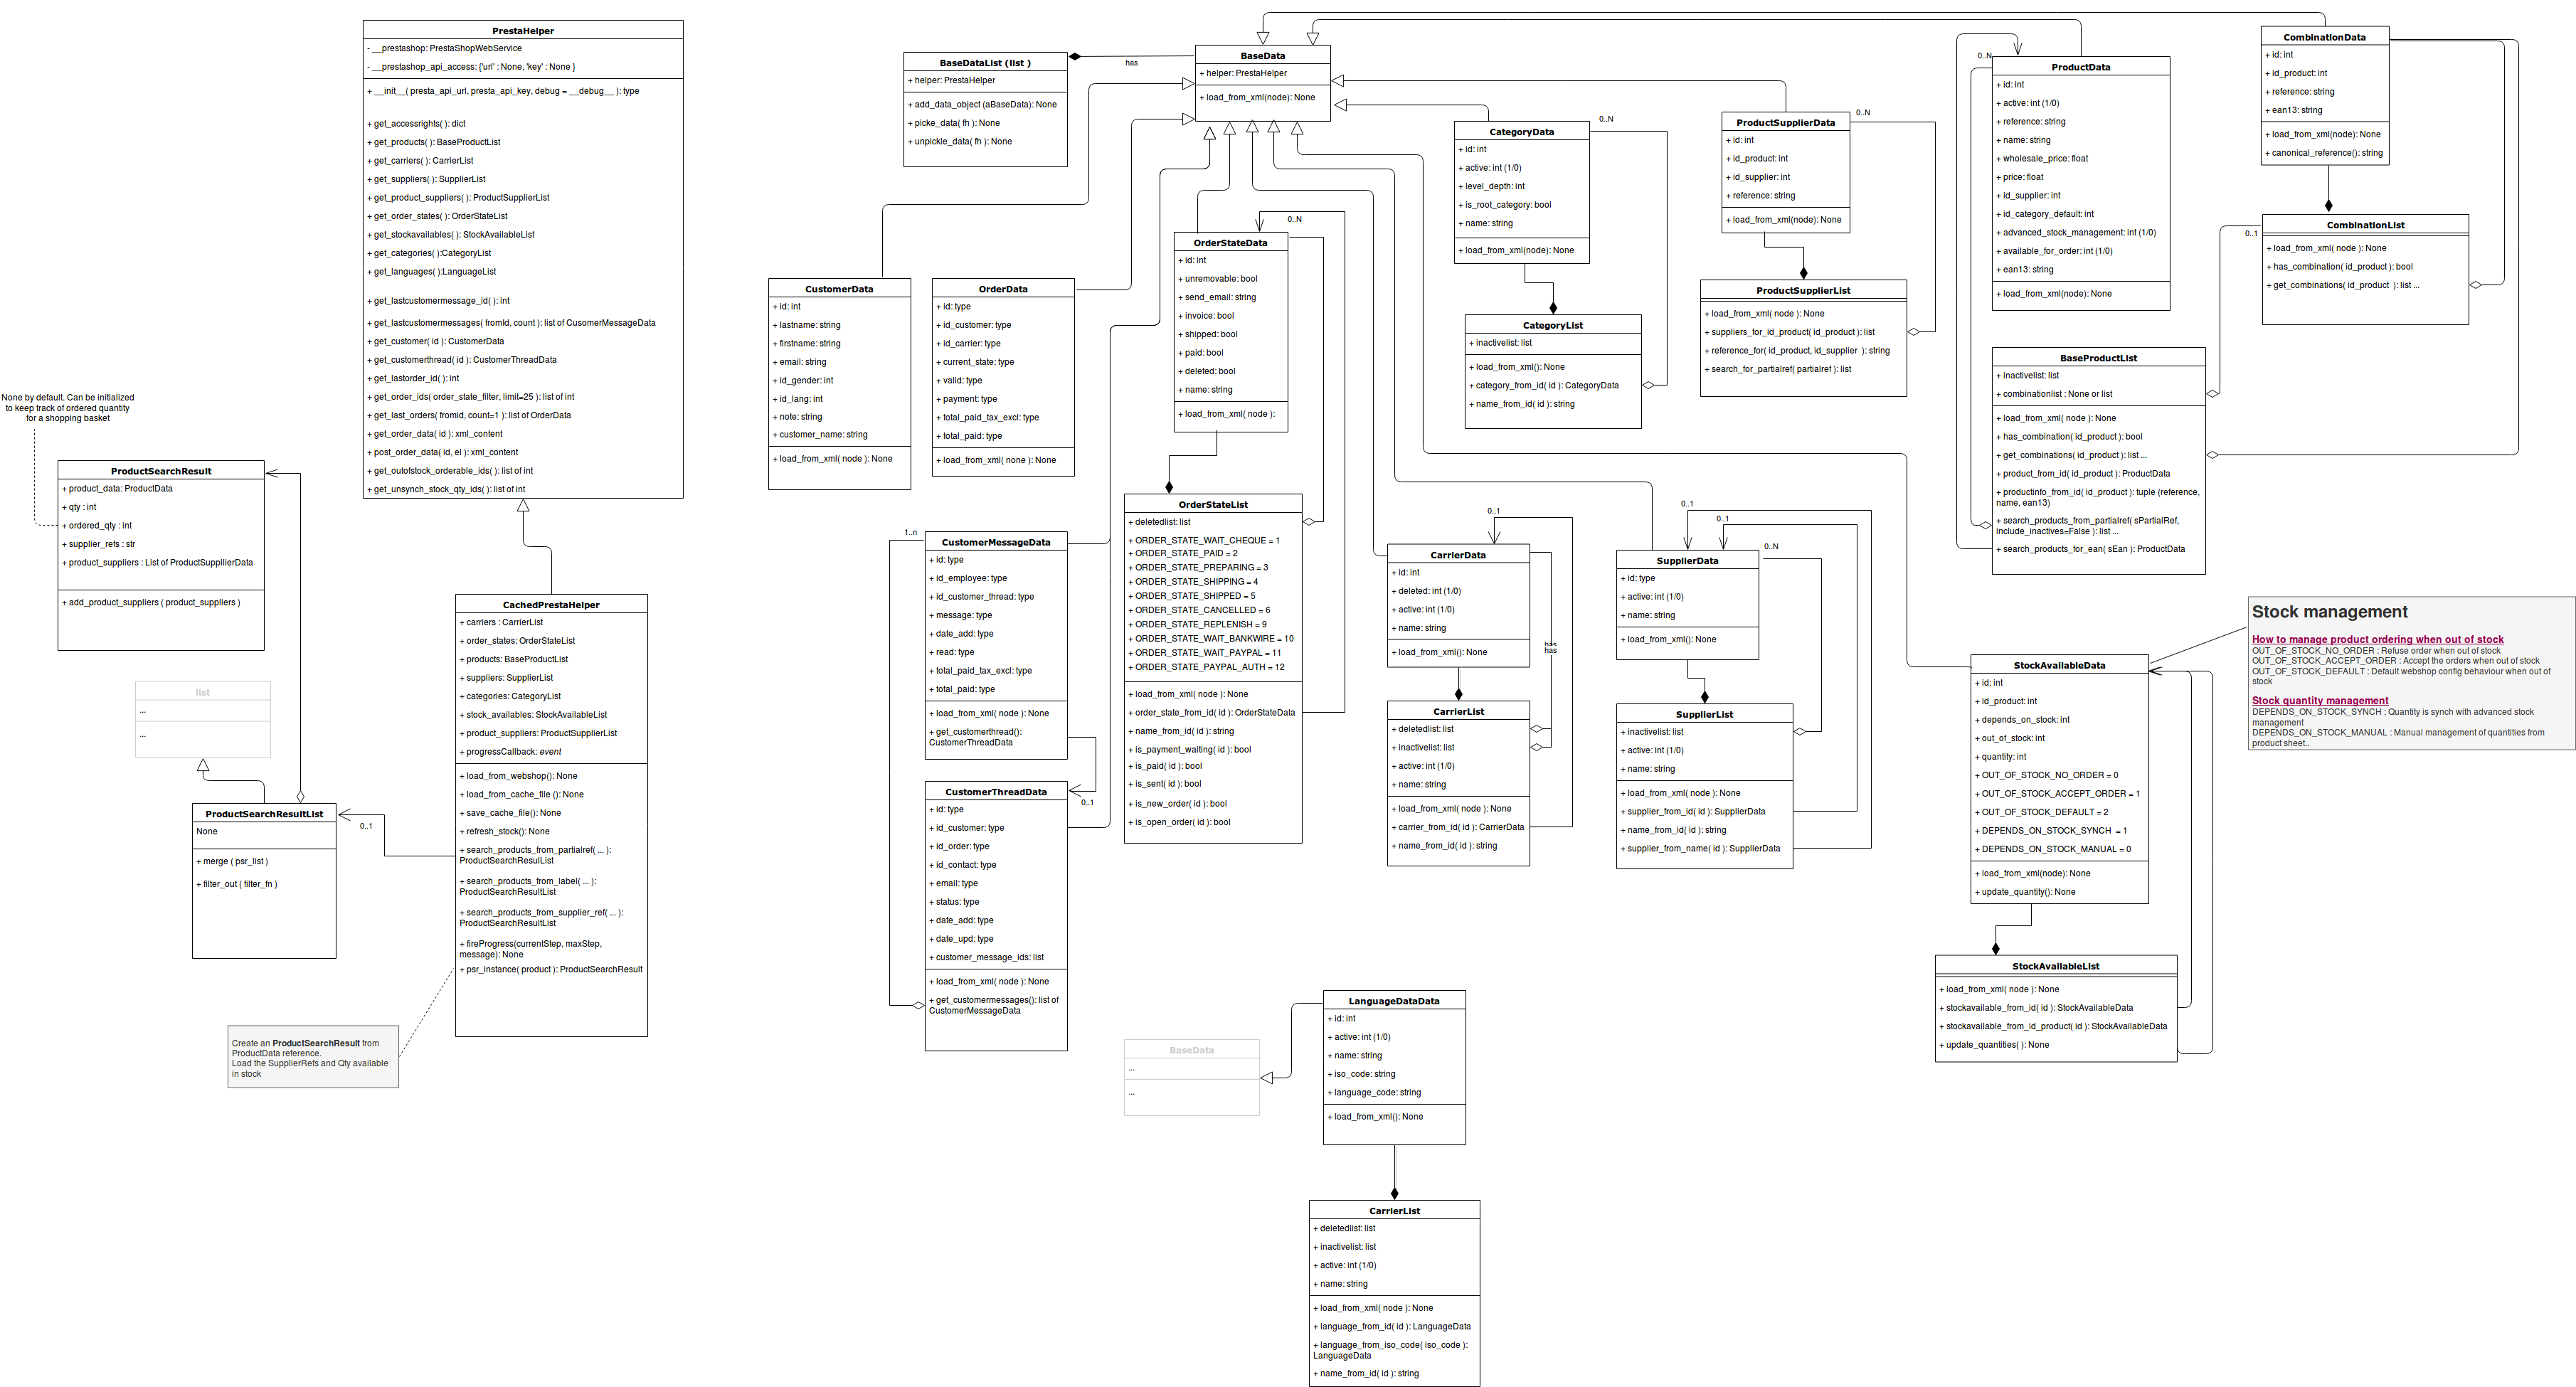 PrestaHelper
- __prestashop: PrestaShopWebService
- __prestashop_api_access: {'url' : None, 'key' : None }
+ __init__( presta_api_url, presta_api_key, debug = __debug__ ): type
+ get_accessrights( ): dict
+ get_products( ): BaseProductList
+ get_carriers( ): CarrierList
+ get_suppliers( ): SupplierList
+ get_product_suppliers( ): ProductSupplierList
+ get_order_states( ): OrderStateList
+ get_stockavailables( ): StockAvailableList
+ get_categories( ):CategoryList
+ get_languages( ):LanguageList
+ get_lastcustomermessage_id( ): int
+ get_lastcustomermessages( fromId, count ): list of CusomerMessageData
+ get_customer( id ): CustomerData
+ get_customerthread( id ): CustomerThreadData
+ get_lastorder_id( ): int
+ get_order_ids( order_state_filter, limit=25 ): list of int
+ get_last_orders( fromid, count=1 ): list of OrderData
+ get_order_data( id ): xml_content
+ post_order_data( id, el ): xml_content
+ get_outofstock_orderable_ids( ): list of int
+ get_unsynch_stock_qty_ids( ): list of int
None by default. Can be initialized
to keep track of ordered quantity
for a shopping basket
ProductSearchResult
+ product_data: ProductData
+ qty : int
+ ordered_qty : int
+ supplier_refs : str
+ product_suppliers : List of ProductSuppllierData
+ add_product_suppliers ( product_suppliers )
list
...
...
ProductSearchResultList
None
+ merge ( psr_list )
+ filter_out ( filter_fn )
0..1
CachedPrestaHelper
+ carriers : CarrierList
+ order_states: OrderStateList
+ products: BaseProductList
+ suppliers: SupplierList
+ categories: CategoryList
+ stock_availables: StockAvailableList
+ product_suppliers: ProductSupplierList
+ progressCallback: event
+ load_from_webshop(): None
+ load_from_cache_file (): None
+ save_cache_file(): None
+ refresh_stock(): None
+ search_products_from_partialref( ... ):
ProductSearchResulList
+ search_products_from_label( ... ):
ProductSearchResultList
+ search_products_from_supplier_ref( ... ):
ProductSearchResultList
+ fireProgress(currentStep, maxStep,
message): None
+ psr_instance( product ): ProductSearchResult
Create an ProductSearchResult from
ProductData reference.
Load the SupplierRefs and Qty available
in stock
BaseDataList (list )
+ helper: PrestaHelper
+ add_data_object (aBaseData): None
+ picke_data( fh ): None
+ unpickle_data( fh ): None
has
BaseData
+ helper: PrestaHelper
+ load_from_xml(node): None
CustomerData
+ id: int
+ lastname: string
+ firstname: string
+ email: string
+ id_gender: int
+ id_lang: int
+ note: string
+ customer_name: string
+ load_from_xml( node ): None
OrderData
+ id: type
+ id_customer: type
+ id_carrier: type
+ current_state: type
+ valid: type
+ payment: type
+ total_paid_tax_excl: type
+ total_paid: type
+ load_from_xml( none ): None
0..N
OrderStateData
+ id: int
+ unremovable: bool
+ send_email: string
+ invoice: bool
+ shipped: bool
+ paid: bool
+ deleted: bool
+ name: string
+ load_from_xml( node ):
OrderStateList
+ deletedlist: list
+ ORDER_STATE_WAIT_CHEQUE = 1
+ ORDER_STATE_PAID = 2
+ ORDER_STATE_PREPARING = 3
+ ORDER_STATE_SHIPPING = 4
+ ORDER_STATE_SHIPPED = 5
+ ORDER_STATE_CANCELLED = 6
+ ORDER_STATE_REPLENISH = 9
+ ORDER_STATE_WAIT_BANKWIRE = 10
+ ORDER_STATE_WAIT_PAYPAL = 11
+ ORDER_STATE_PAYPAL_AUTH = 12
+ load_from_xml( node ): None
+ order_state_from_id( id ): OrderStateData
+ name_from_id( id ): string
+ is_payment_waiting( id ): bool
+ is_paid( id ): bool
+ is_sent( id ): bool
+ is_new_order( id ): bool
+ is_open_order( id ): bool
1..n
CustomerMessageData
+ id: type
+ id_employee: type
+ id_customer_thread: type
+ message: type
+ date_add: type
+ read: type
+ total_paid_tax_excl: type
+ total_paid: type
+ load_from_xml( node ): None
+ get_customerthread():
CustomerThreadData
0..1
CustomerThreadData
+ id: type
+ id_customer: type
+ id_order: type
+ id_contact: type
+ email: type
+ status: type
+ date_add: type
+ date_upd: type
+ customer_message_ids: list
+ load_from_xml( node ): None
+ get_customermessages(): list of
CustomerMessageData
0..N
CategoryData
+ id: int
+ active: int (1/0)
+ level_depth: int
+ is_root_category: bool
+ name: string
+ load_from_xml(node): None
CategoryList
+ inactivelist: list
+ load_from_xml(): None
+ category_from_id( id ): CategoryData
+ name_from_id( id ): string
0..N
ProductSupplierData
+ id: int
+ id_product: int
+ id_supplier: int
+ reference: string
+ load_from_xml(node): None
ProductSupplierList
+ load_from_xml( node ): None
+ suppliers_for_id_product( id_product ): list
+ reference_for( id_product, id_supplier  ): string
+ search_for_partialref( partialref ): list
0..N
ProductData
+ id: int
+ active: int (1/0)
+ reference: string
+ name: string
+ wholesale_price: float
+ price: float
+ id_supplier: int
+ id_category_default: int
+ advanced_stock_management: int (1/0)
+ available_for_order: int (1/0)
+ ean13: string
+ load_from_xml(node): None
BaseProductList
+ inactivelist: list
+ combinationlist : None or list
+ load_from_xml( node ): None
+ has_combination( id_product ): bool
+ get_combinations( id_product ): list ...
+ product_from_id( id_product ): ProductData
+ productinfo_from_id( id_product ): tuple (reference,
name, ean13)
+ search_products_from_partialref( sPartialRef,
include_inactives=False ): list ...
+ search_products_for_ean( sEan ): ProductData
CombinationData
+ id: int
+ id_product: int
+ reference: string
+ ean13: string
+ load_from_xml(node): None
+ canonical_reference(): string
0..1
CombinationList
+ load_from_xml( node ): None
+ has_combination( id_product ): bool
+ get_combinations( id_product  ): list ...
0..1
CarrierData
+ id: int
+ deleted: int (1/0)
+ active: int (1/0)
+ name: string
+ load_from_xml(): None
has
has
CarrierList
+ deletedlist: list
+ inactivelist: list
+ active: int (1/0)
+ name: string
+ load_from_xml( node ): None
+ carrier_from_id( id ): CarrierData
+ name_from_id( id ): string
0..1
0..1
0..N
SupplierData
+ id: type
+ active: int (1/0)
+ name: string
+ load_from_xml(): None
SupplierList
+ inactivelist: list
+ active: int (1/0)
+ name: string
+ load_from_xml( node ): None
+ supplier_from_id( id ): SupplierData
+ name_from_id( id ): string
+ supplier_from_name( id ): SupplierData
StockAvailableData
+ id: int
+ id_product: int
+ depends_on_stock: int
+ out_of_stock: int
+ quantity: int
+ OUT_OF_STOCK_NO_ORDER = 0
+ OUT_OF_STOCK_ACCEPT_ORDER = 1
+ OUT_OF_STOCK_DEFAULT = 2
+ DEPENDS_ON_STOCK_SYNCH  = 1
+ DEPENDS_ON_STOCK_MANUAL = 0
+ load_from_xml(node): None
+ update_quantity(): None
StockAvailableList
+ load_from_xml( node ): None
+ stockavailable_from_id( id ): StockAvailableData
+ stockavailable_from_id_product( id ): StockAvailableData
+ update_quantities( ): None
Stock management
How to manage product ordering when out of stock
OUT_OF_STOCK_NO_ORDER : Refuse order when out of stock
OUT_OF_STOCK_ACCEPT_ORDER : Accept the orders when out of stock
OUT_OF_STOCK_DEFAULT : Default webshop config behaviour when out of
stock
Stock quantity management
DEPENDS_ON_STOCK_SYNCH : Quantity is synch with advanced stock
management
DEPENDS_ON_STOCK_MANUAL : Manual management of quantities from
product sheet..
BaseData
...
...
LanguageDataData
+ id: int
+ active: int (1/0)
+ name: string
+ iso_code: string
+ language_code: string
+ load_from_xml(): None
CarrierList
+ deletedlist: list
+ inactivelist: list
+ active: int (1/0)
+ name: string
+ load_from_xml( node ): None
+ language_from_id( id ): LanguageData
+ language_from_iso_code( iso_code ):
LanguageData
+ name_from_id( id ): string